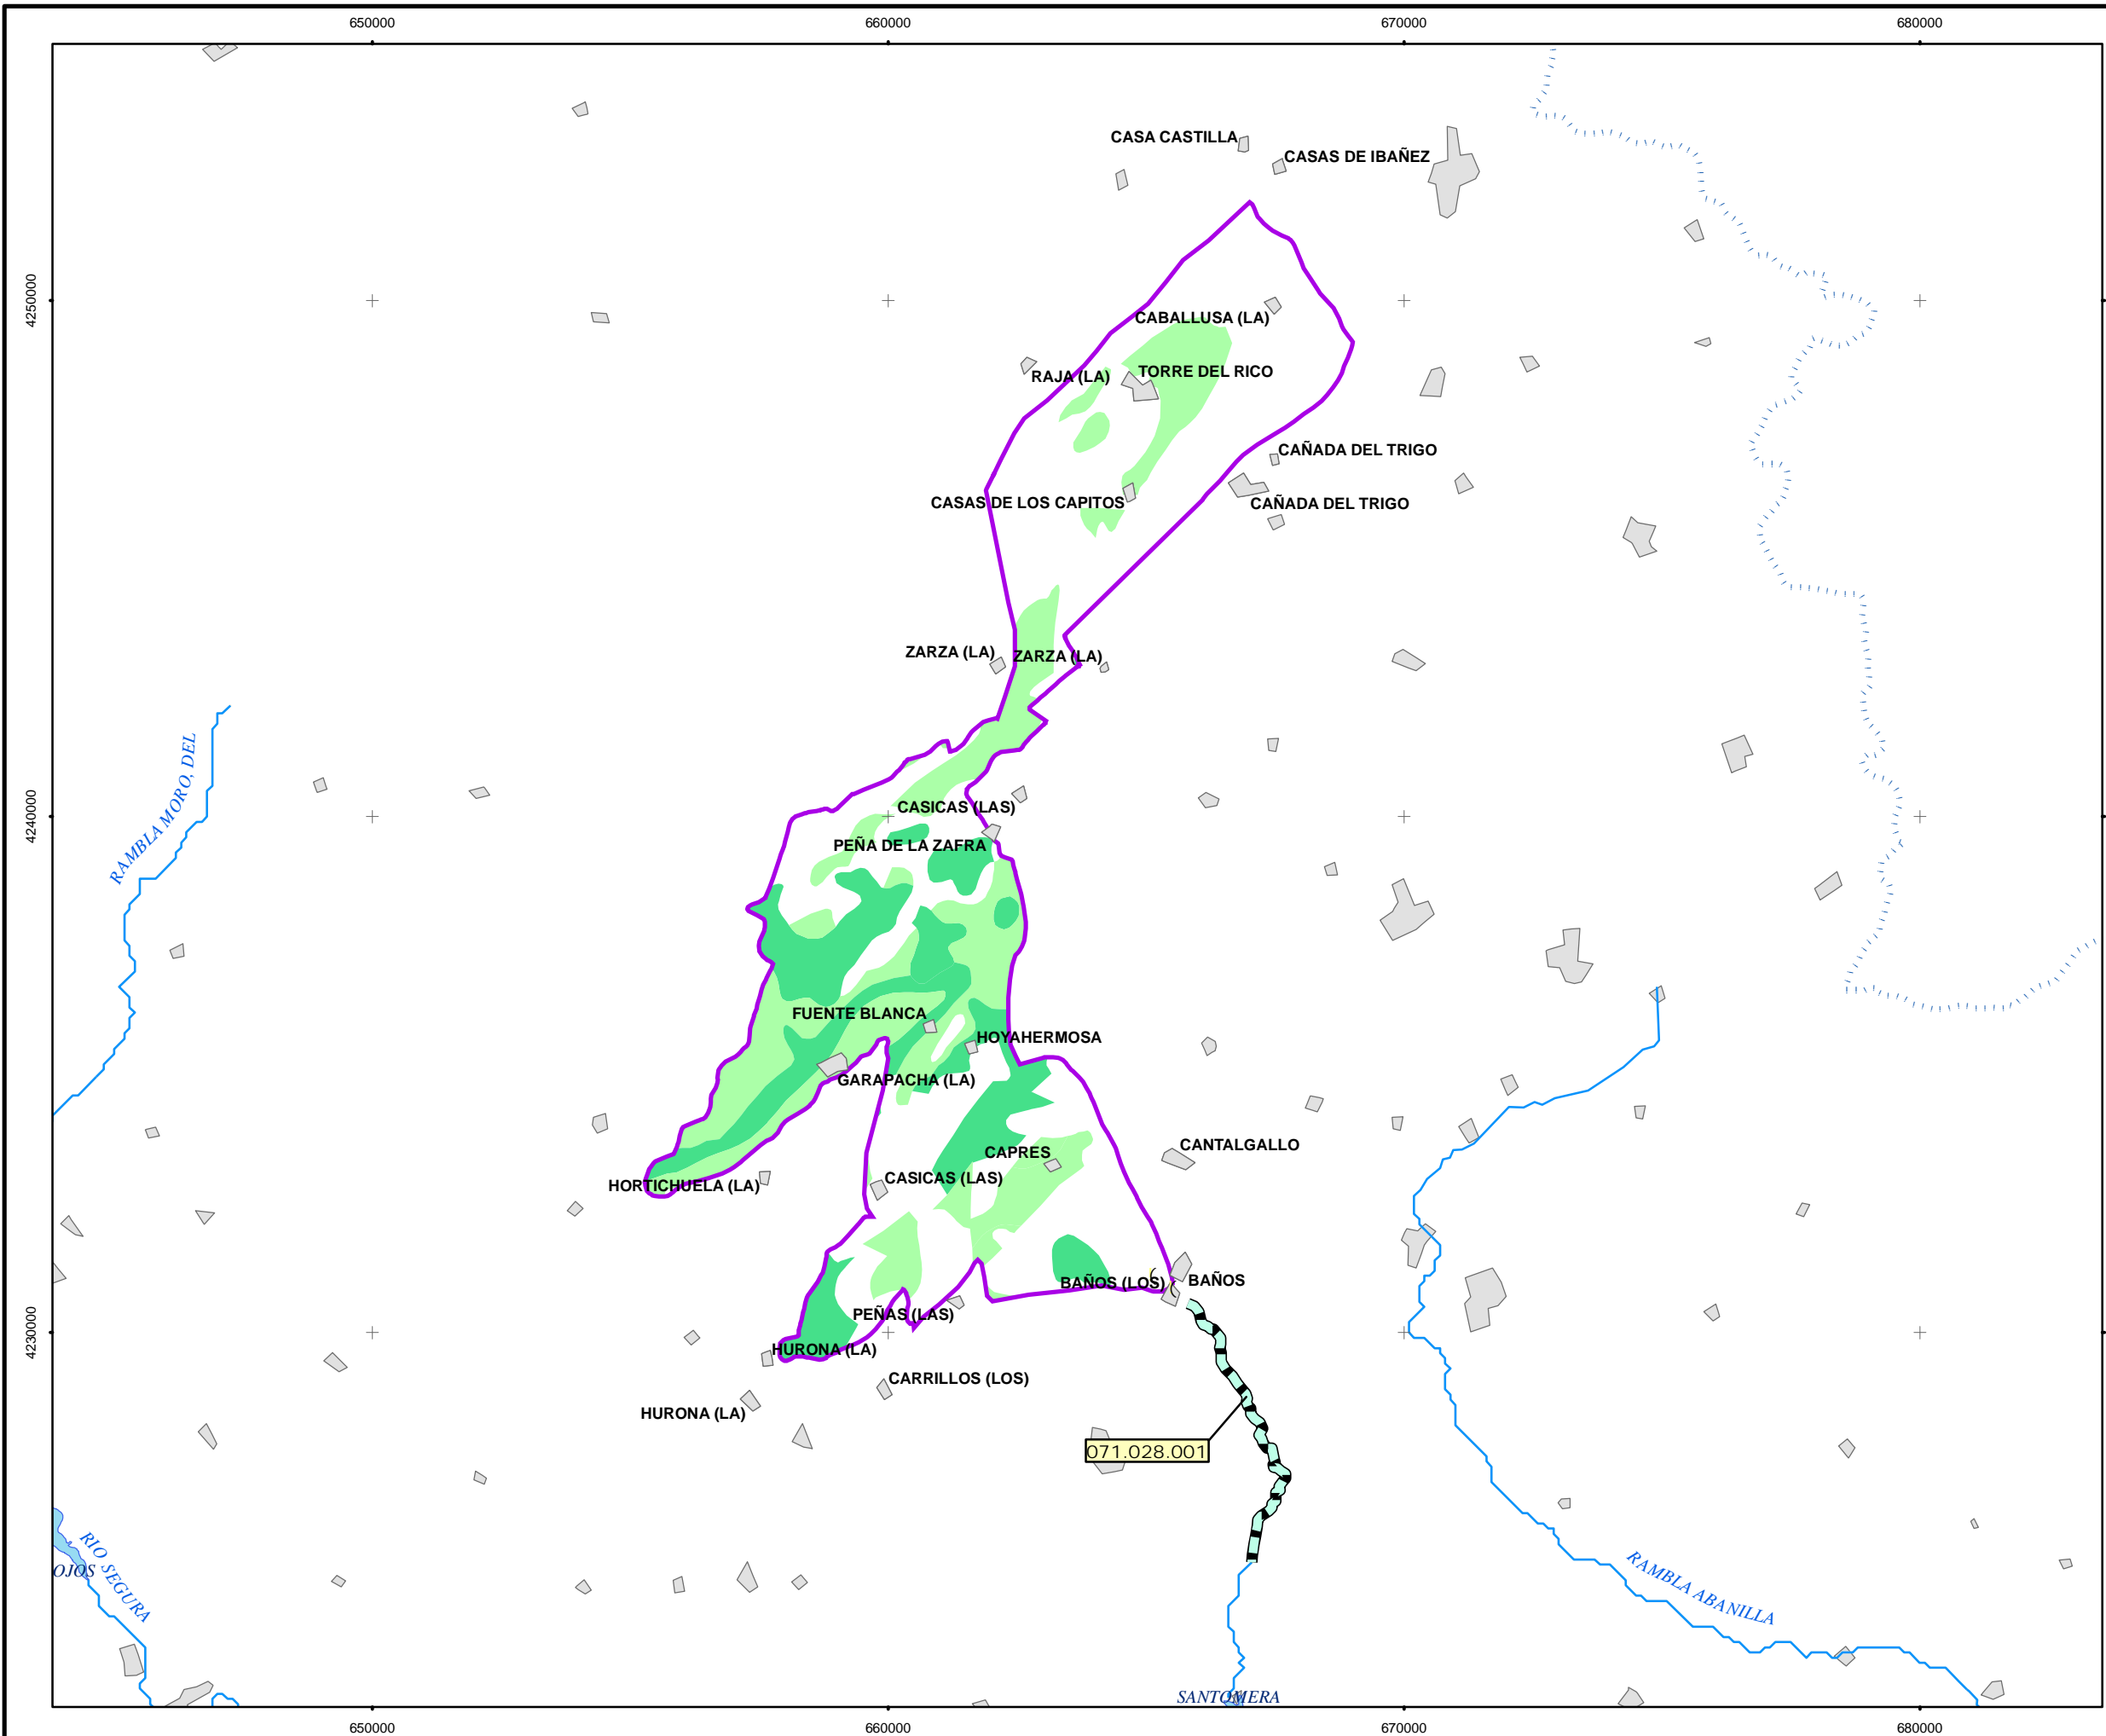 650000
660000
670000
680000
CASA CASTILLA
CASAS DE IBAÑEZ
4250000
CABALLUSA (LA)
RAJA (LA)
TORRE DEL RICO
CAÑADA DEL TRIGO
CASAS DE LOS CAPITOS
CAÑADA DEL TRIGO
ZARZA (LA)
ZARZA (LA)
RAMBLA MORO, DEL
4240000
CASICAS (LAS)
PEÑA DE LA ZAFRA
FUENTE BLANCA
HOYAHERMOSA
GARAPACHA (LA)
CAPRES
CANTALGALLO
CASICAS (LAS)
HORTICHUELA (LA)
BAÑOS (LOS)
BAÑOS
4230000
PEÑAS (LAS)
HURONA (LA)
CARRILLOS (LOS)
HURONA (LA)
071.028.001
RIO SEGURA
OJOS
RAMBLA ABANILLA
SANTOMERA
650000
660000
670000
680000